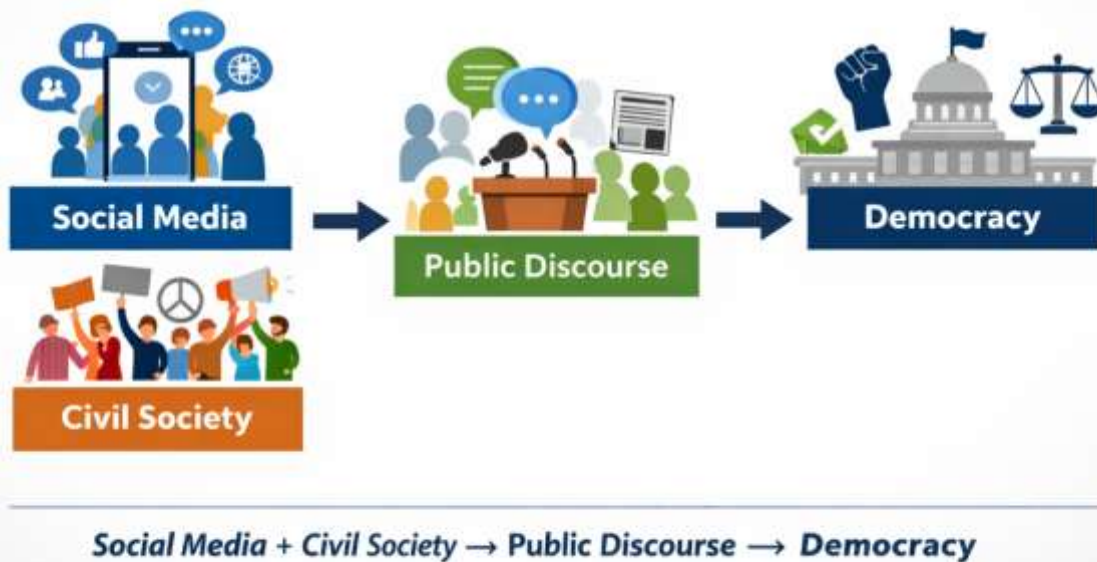 Social Media
Public Discourse
Democracy
Civil Society
Social Media + Civil Society → Public Discourse → Democracy